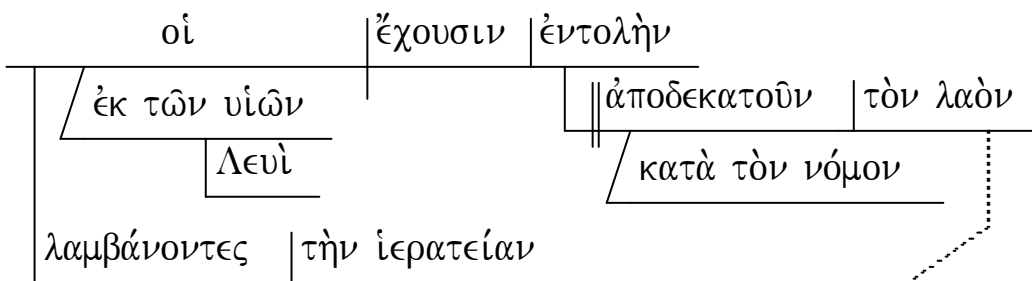 οἱ ἔχουσιν ἐντολὴν
ἐκ τῶν υἱῶν ἀποδεκατοῦν τὸν λαὸν
Λευὶ κατὰ τὸν νόμον
λαμβάνοντες τὴν ἱερατείαν